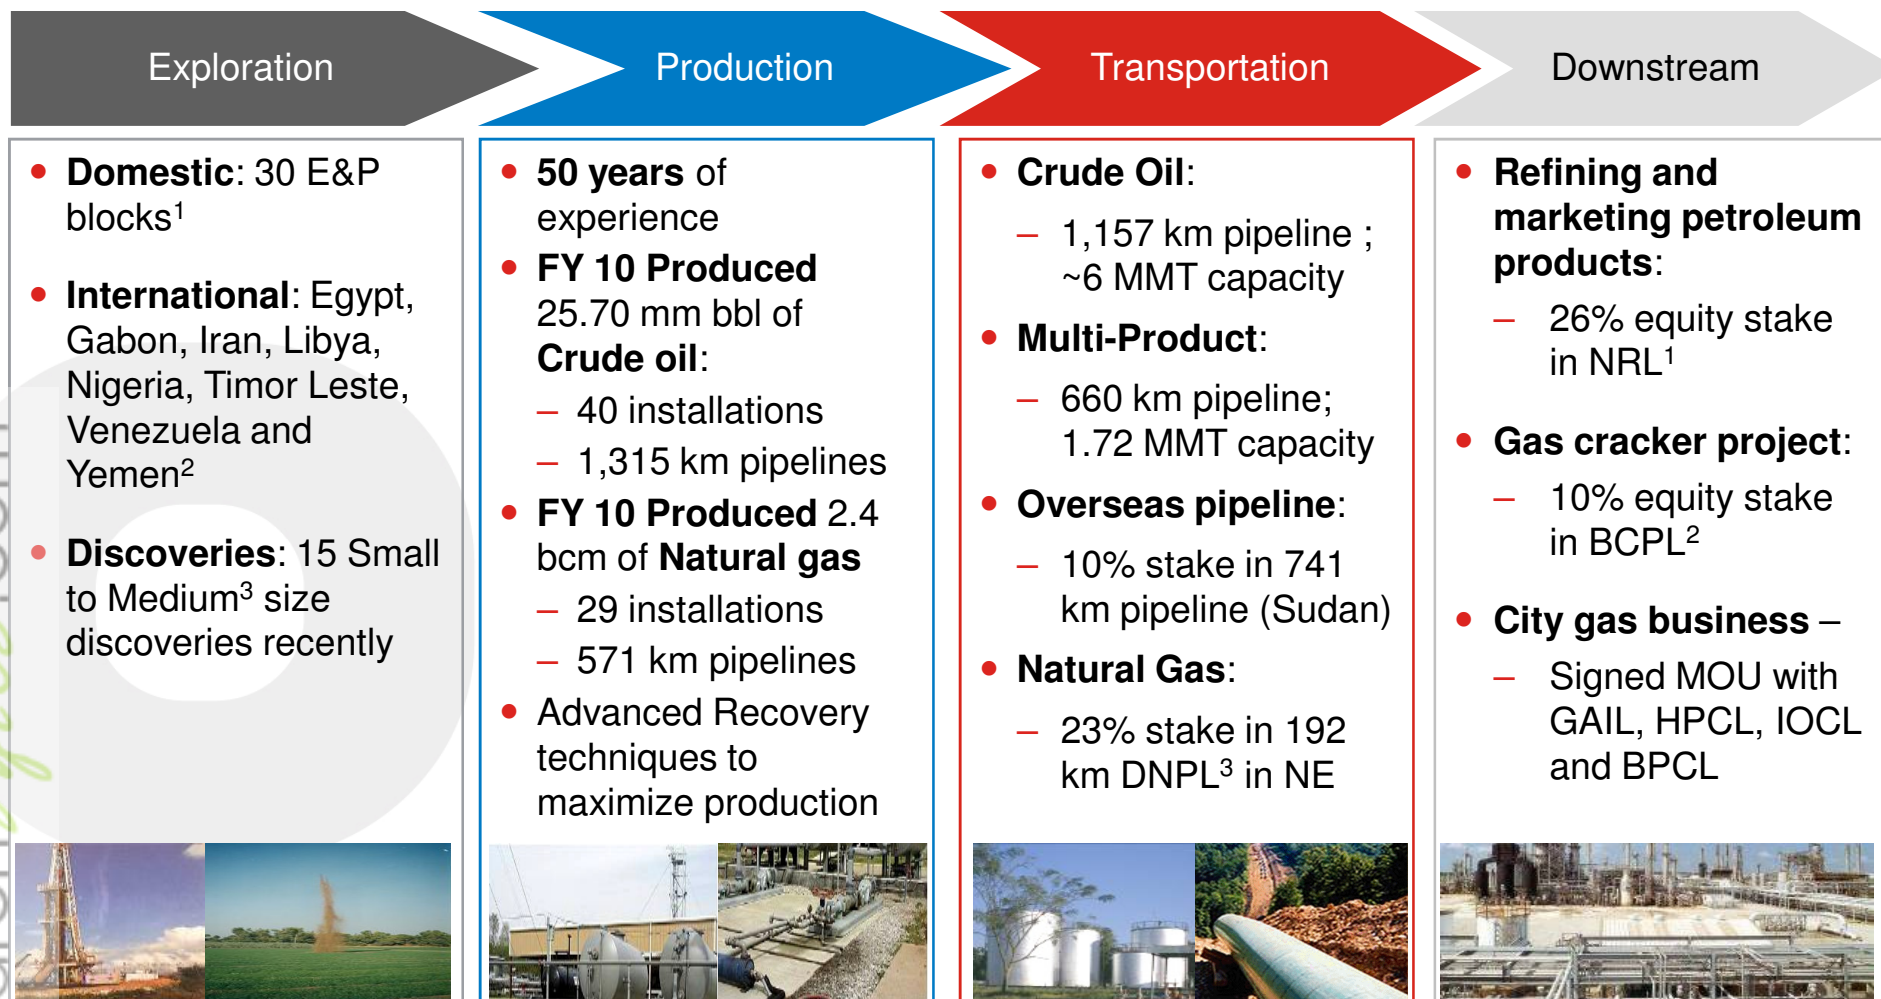 Exploration
Production
Transportation
Downstream
• Domestic: 30 E&P
blocks1
• International: Egypt,
Gabon, Iran, Libya,
Nigeria, Timor Leste,
Venezuela and
Yemen2
• Discoveries: 15 Small
to Medium3 size
discoveries recently
• 50 years of
experience
• FY 10 Produced
25.70 mm bbl of
Crude oil:
– 40 installations
– 1,315 km pipelines
• FY 10 Produced 2.4
bcm of Natural gas
– 29 installations
– 571 km pipelines
• Advanced Recovery
techniques to
maximize production
• Crude Oil:
– 1,157 km pipeline ;
~6 MMT capacity
• Multi-Product:
– 660 km pipeline;
1.72 MMT capacity
• Overseas pipeline:
– 10% stake in 741
km pipeline (Sudan)
• Natural Gas:
– 23% stake in 192
km DNPL3 in NE
• Refining and
marketing petroleum
products:
– 26% equity stake
in NRL1
• Gas cracker project:
– 10% equity stake
in BCPL2
• City gas business –
– Signed MOU with
GAIL, HPCL, IOCL
and BPCL